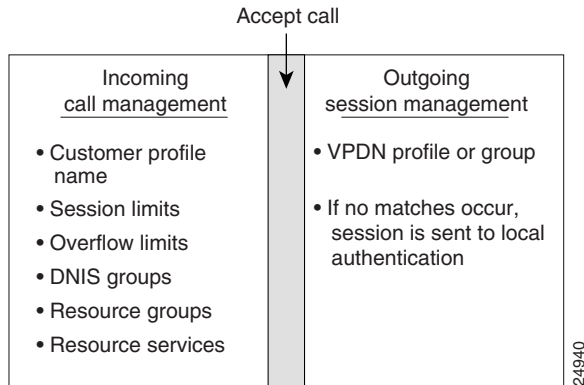 Accept call
Incoming
call management
• Customer profile
name
• Session limits
• Overflow limits
• DNIS groups
• Resource groups
• Resource services
Outgoing
session management
• VPDN profile or group
• If no matches occur,
session is sent to local
authentication
24940